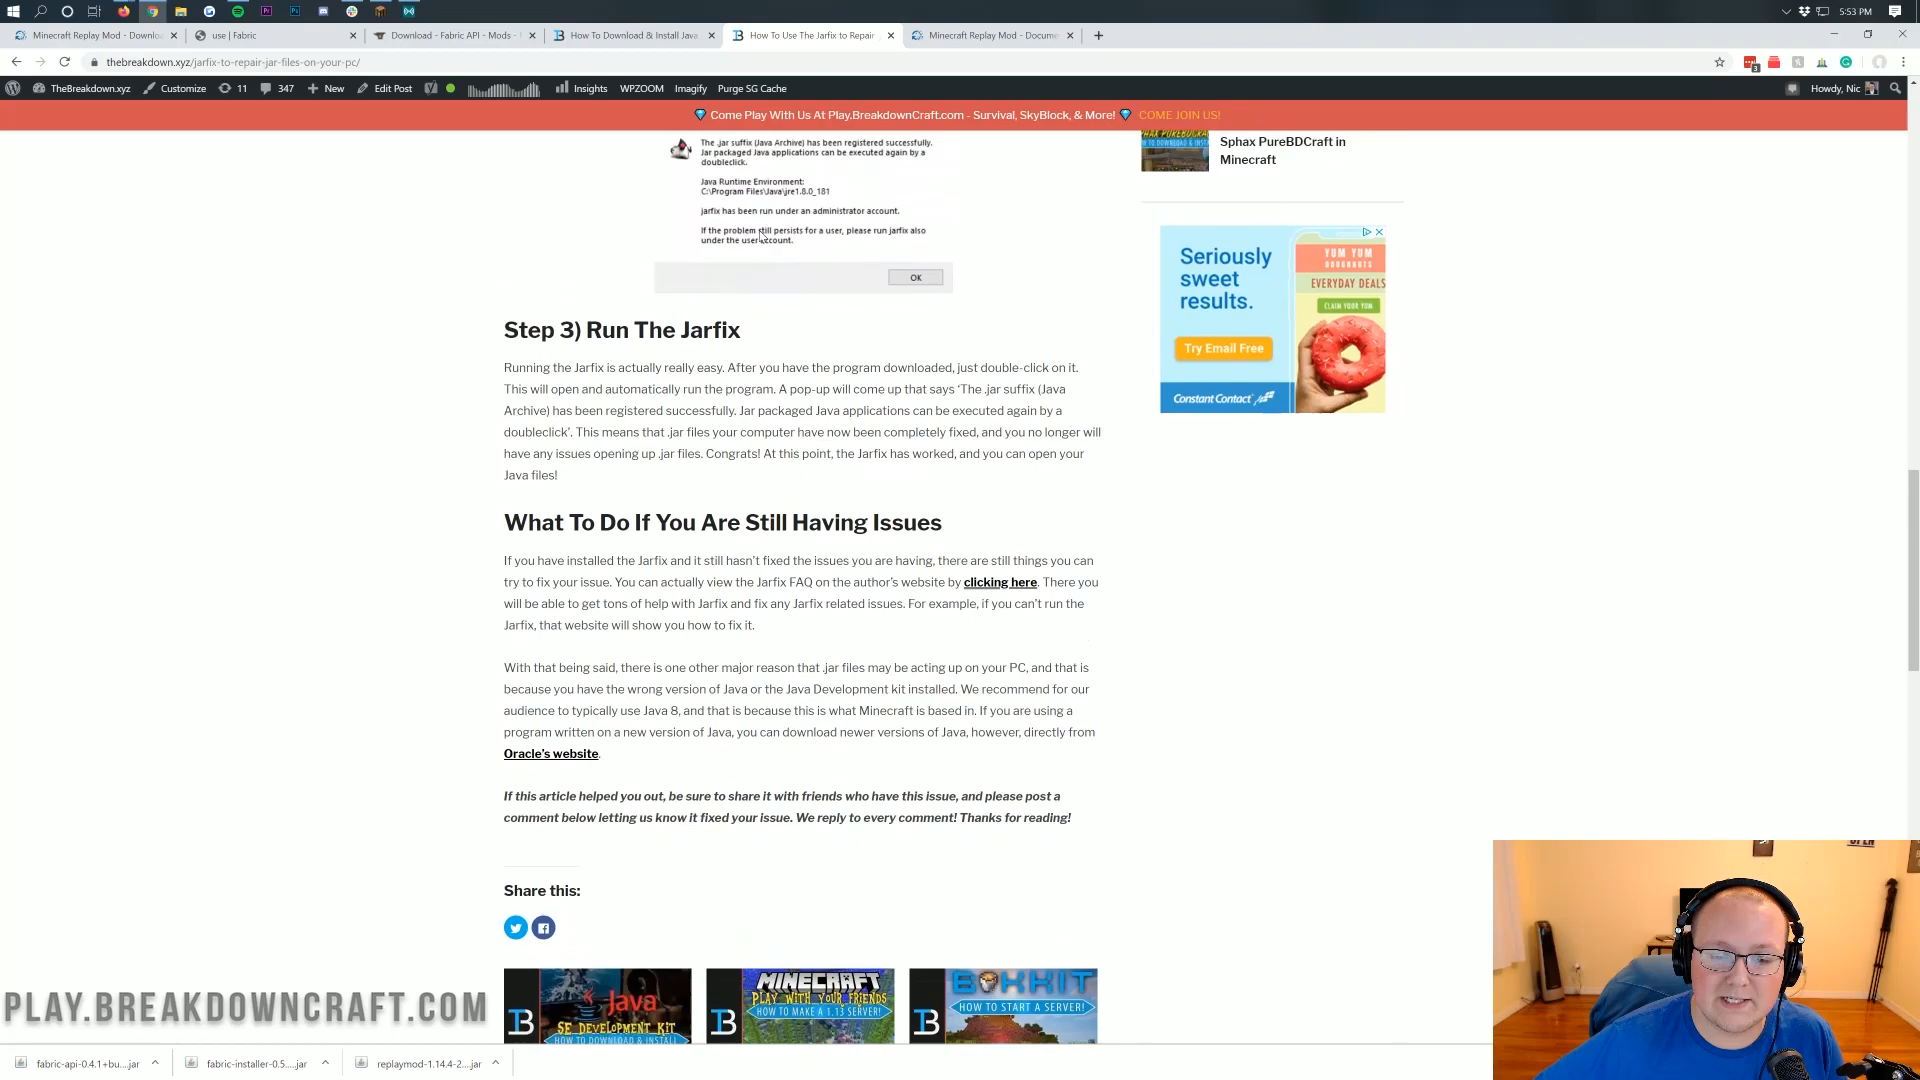 5:53 PM
Minecraft Replay Mod - Downlo
use | Fabric
Download - Fabric API - Mods -
How To Download & Install Java
How To Use The Jarfix to Repair
Minecraft Replay Mod - Docume
thebreakdown.xyz/jarfix-to-repair-jar-files-on-your-pc/
3
TheBreakdown.xyz
Customize
11
347
New
Edit Post
Insights
WPZOOM
Imagify
Purge SG Cache
Howdy, Nic
Come Play With Us At Play.BreakdownCraft.com - Survival, SkyBlock, & More!
COME JOIN US!
The .jar suffix (Java Archive) has been registered successfully.
Jar packaged Java applications can be executed again by a
doubleclick.
Java Runtime Environment:
C:\Program Files\Java\jre1.8.0_181
jarfix has been run under an administrator account.
If the problem still persists for a user, please run jarfix also
under the user account.
OK
Sphax PureBDCraft in
Minecraft
Seriously
sweet
results.
Try Email Free
Constant Contact
YUM YUM
DOUGHNUTS
EVERYDAY DEALS
CLAIM YOUR YUM
Step 3) Run The Jarfix
Running the Jarfix is actually really easy. After you have the program downloaded, just double-click on it.
This will open and automatically run the program. A pop-up will come up that says ‘The .jar suffix (Java
Archive) has been registered successfully. Jar packaged Java applications can be executed again by a
doubleclick’. This means that .jar files your computer have now been completely fixed, and you no longer will
have any issues opening up .jar files. Congrats! At this point, the Jarfix has worked, and you can open your
Java files!
What To Do If You Are Still Having Issues
If you have installed the Jarfix and it still hasn’t fixed the issues you are having, there are still things you can
try to fix your issue. You can actually view the Jarfix FAQ on the author’s website by clicking here. There you
will be able to get tons of help with Jarfix and fix any Jarfix related issues. For example, if you can’t run the
Jarfix, that website will show you how to fix it.
With that being said, there is one other major reason that .jar files may be acting up on your PC, and that is
because you have the wrong version of Java or the Java Development kit installed. We recommend for our
audience to typically use Java 8, and that is because this is what Minecraft is based in. If you are using a
program written on a new version of Java, you can download newer versions of Java, however, directly from
Oracle’s website.
If this article helped you out, be sure to share it with friends who have this issue, and please post a
comment below letting us know it fixed your issue. We reply to every comment! Thanks for reading!
Share this:
Java
SE DEVELOPMENT KIT
HOW TO DOWNLOAD & INSTALL
MINECRAFT
PLAY WITH YOUR FRIENDS
HOW TO MAKE A 1.13 SERVER!
BUKKIT
HOW TO START A SERVER!
PLAY.BREAKDOWNCRAFT.COM
OPEN
fabric-api-0.4.1+bu....jar
fabric-installer-0.5....jar
replaymod-1.14.4-2....jar